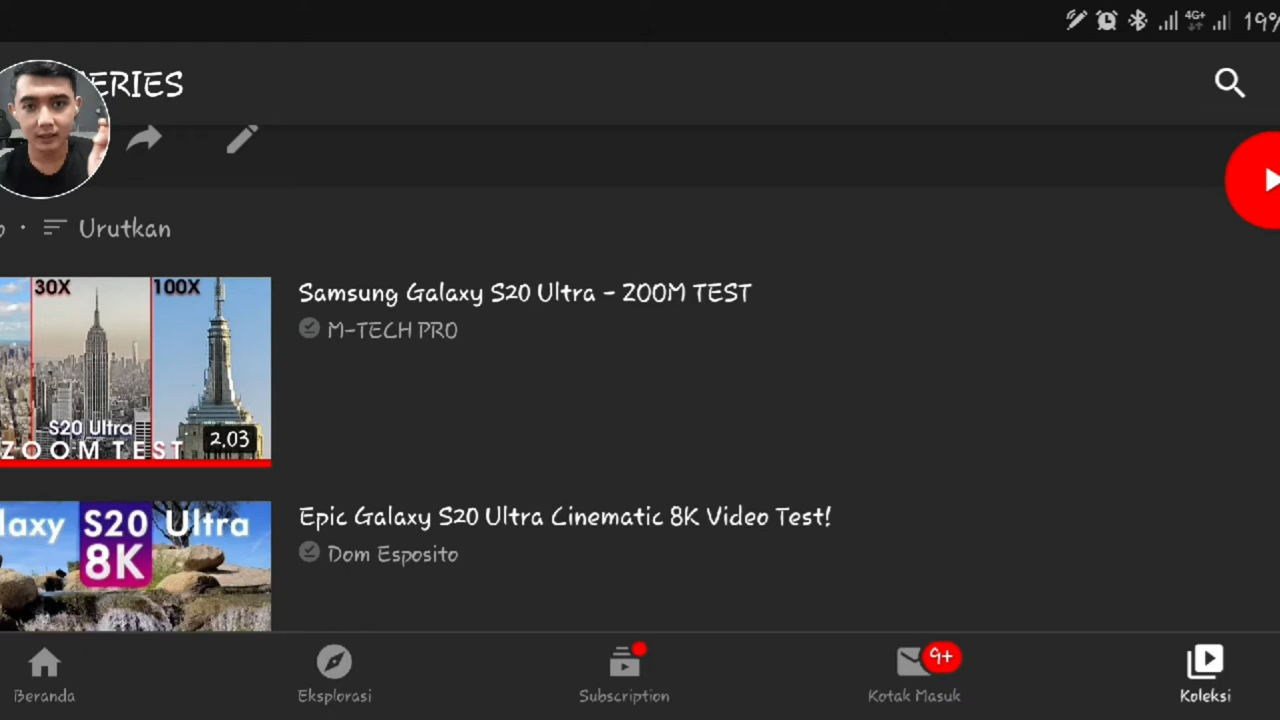 4G+ 19%
ERIES
Urutkan
30X 100X
S20 Ultra
ZOOM TEST
2.03
Samsung Galaxy S20 Ultra - ZOOM TEST
M-TECH PRO
S20 Ultra
8K
Epic Galaxy S20 Ultra Cinematic 8K Video Test!
Dom Esposito
9+
Beranda Eksplorasi Subscription Kotak Masuk Koleksi